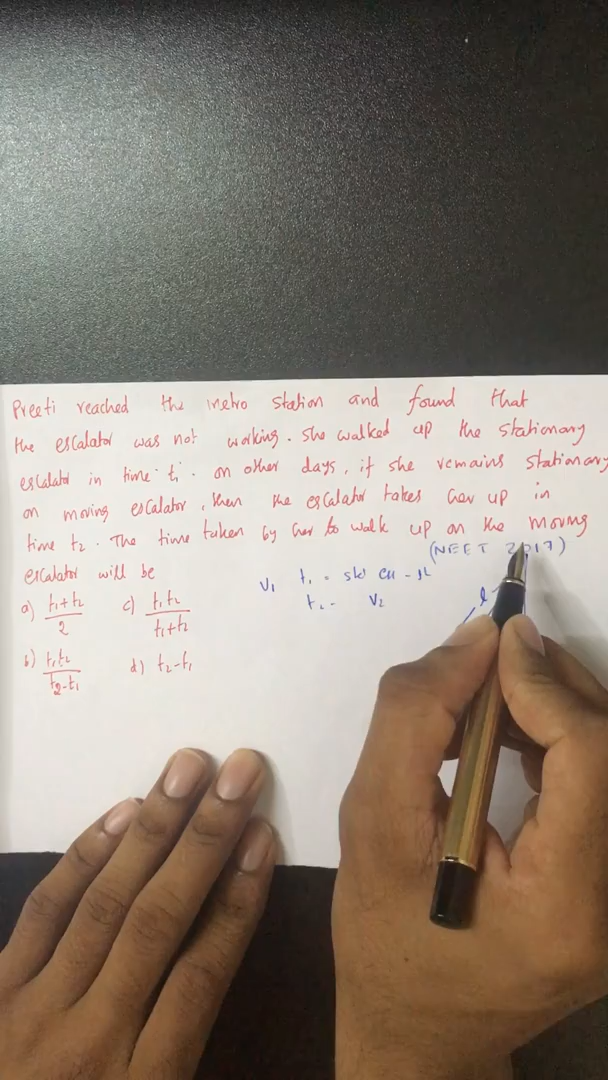 Preeti reached the metro station and found that
the escalator was not working. She walked up the stationary
escalator in time t₁. on other days, if she remains stationary
on moving escalator, then the escalator takes her up in
time t₂. The time taken by her to walk up on the moving
(NEET 2017)
escalator will be
a) t₁+t₂/2 c) t₁t₂/t₁+t₂
b) t₁t₂/t₂-t₁ d) t₂-t₁
v₁ t₁ =
t₂ - v₂
l